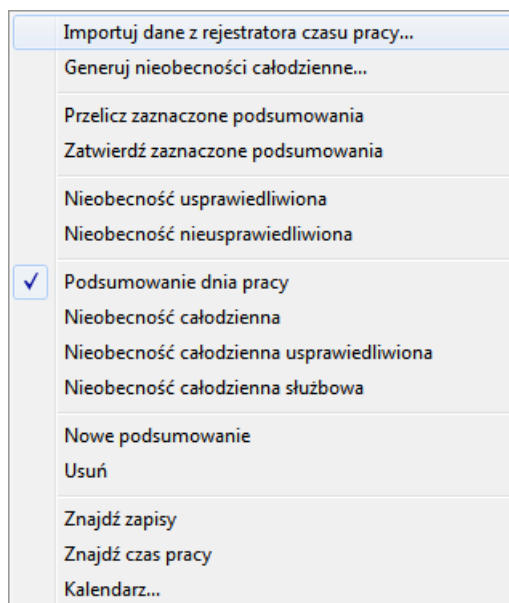 Importuj dane z rejestratora czasu pracy...
Generuj nieobecności całodzienne...
Przelicz zaznaczone podsumowania
Zatwierdź zaznaczone podsumowania
Nieobecność usprawiedliwiona
Nieobecność nieusprawiedliwiona
Podsumowanie dnia pracy
Nieobecność całodzienna
Nieobecność całodzienna usprawiedliwiona
Nieobecność całodzienna służbowa
Nowe podsumowanie
Usuń
Znajdź zapisy
Znajdź czas pracy
Kalendarz...